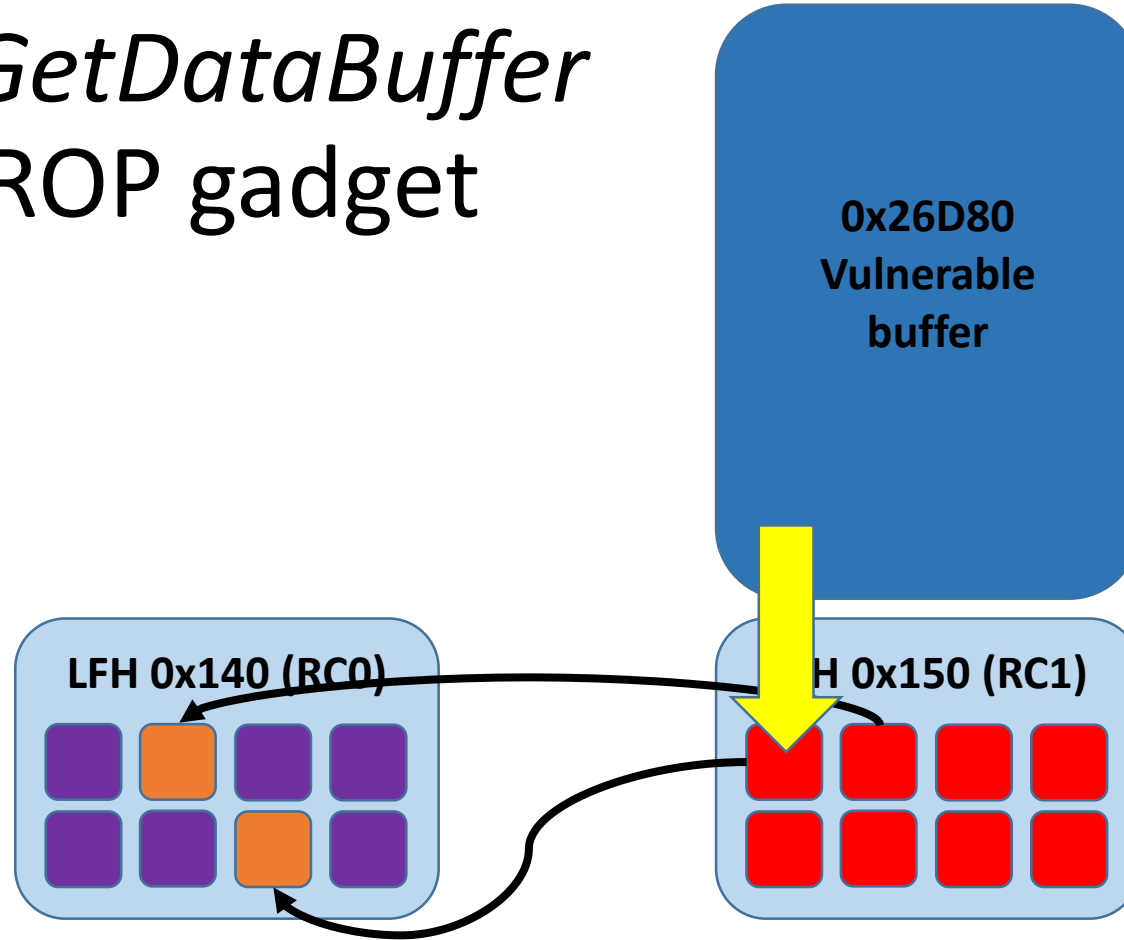 GetDataBuffer
ROP gadget
0x26D80
Vulnerable
buffer
LFH 0x140 (RC0)
H 0x150 (RC1)